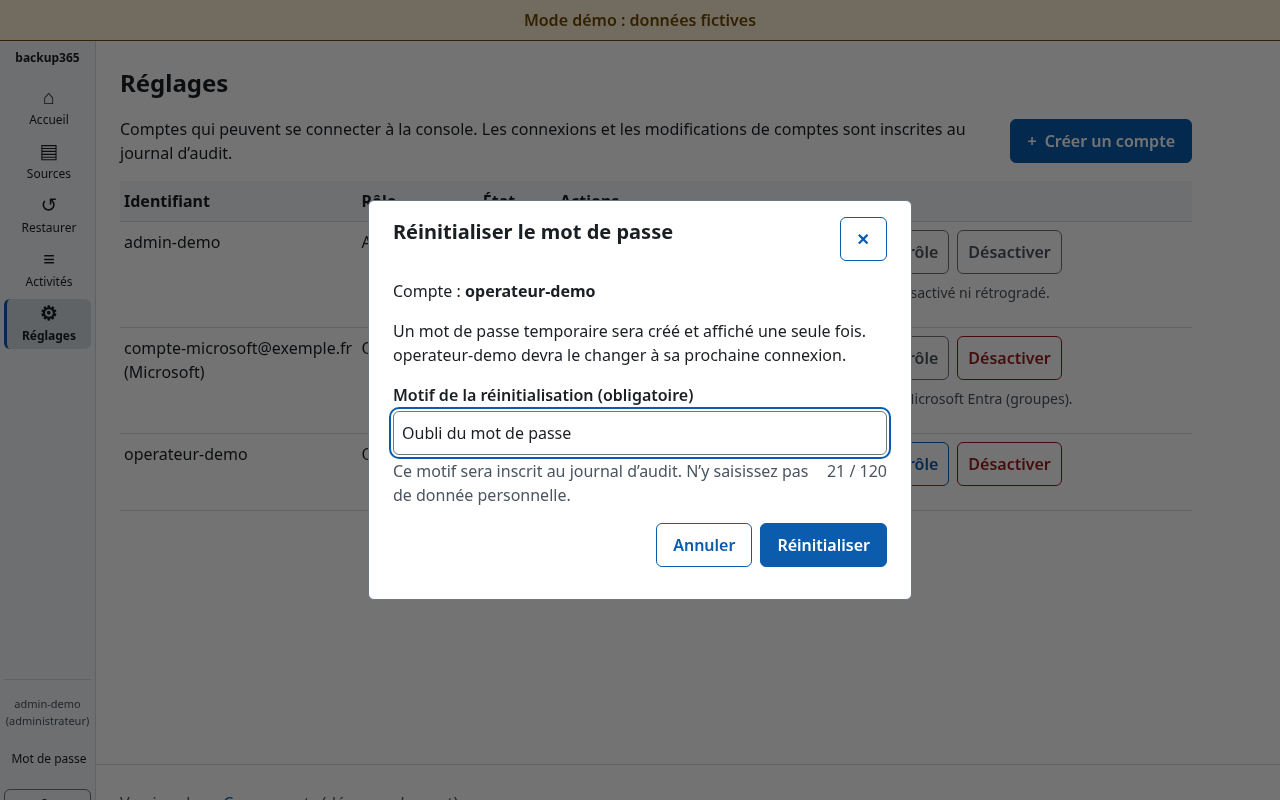 Mode démo : données fictives
backup365
Accueil
Sources
Restaurer
Activités
Réglages
admin-demo
(administrateur)
Mot de passe
Réglages
Comptes qui peuvent se connecter à la console. Les connexions et les modifications de comptes sont inscrites au
journal d’audit.
+ Créer un compte
Identifiant
admin-demo
rôle
Désactiver
sactivé ni rétrogradé.
compte-microsoft@exemple.fr
(Microsoft)
rôle
Désactiver
icrosoft Entra (groupes).
operateur-demo
rôle
Désactiver
Réinitialiser le mot de passe
×
Compte : operateur-demo
Un mot de passe temporaire sera créé et affiché une seule fois.
operateur-demo devra le changer à sa prochaine connexion.
Motif de la réinitialisation (obligatoire)
Oubli du mot de passe
Ce motif sera inscrit au journal d’audit. N’y saisissez pas 21 / 120
de donnée personnelle.
Annuler
Réinitialiser